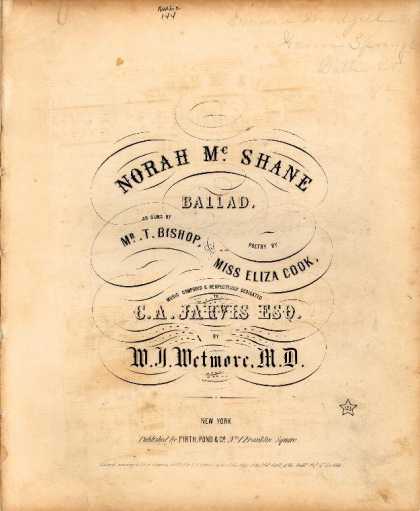 144
NORAH Mc SHANE
BALLAD.
AS SUNG BY
MR. T. BISHOP,
POETRY BY
MISS ELIZA COOK,
MUSIC COMPOSED & RESPECTFULLY DEDICATED
TO
C. A. JARVIS ESQ.
BY
W. J. Wetmore, M.D.
NEW YORK
Published by FIRTH, POND & Co. No. 1 Franklin Square